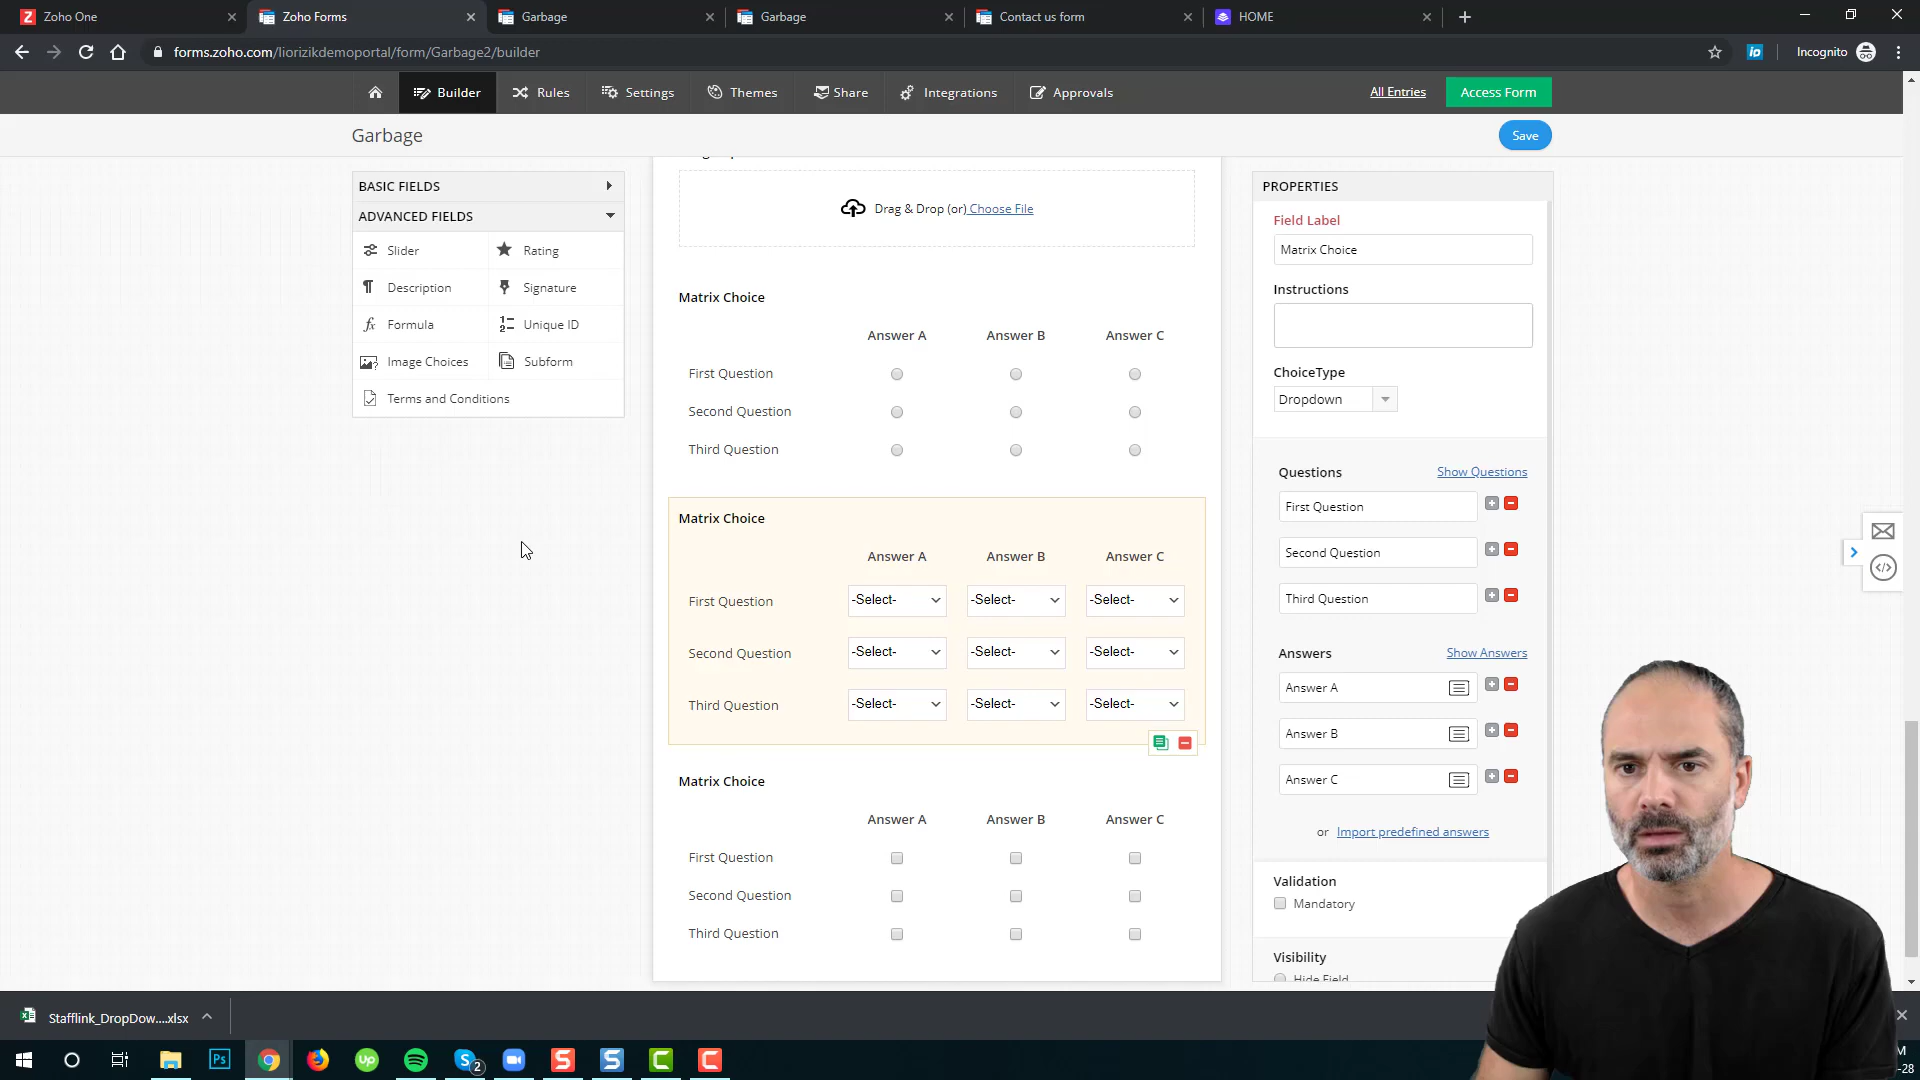 Zoho One
Zoho Forms
Garbage
Garbage
Contact us form
HOME
forms.zoho.com/liorizikdemoportal/form/Garbage2/builder
Incognito
Builder
Rules
Settings
Themes
Share
Integrations
Approvals
All Entries
Access Form
Garbage
Save
BASIC FIELDS
ADVANCED FIELDS
Slider
Rating
Description
Signature
Formula
Unique ID
Image Choices
Subform
Terms and Conditions
Drag & Drop (or) Choose File
Matrix Choice
Answer A Answer B Answer C
First Question
Second Question
Third Question
Matrix Choice
Answer A Answer B Answer C
First Question -Select- -Select- -Select-
Second Question -Select- -Select- -Select-
Third Question -Select- -Select- -Select-
Matrix Choice
Answer A Answer B Answer C
First Question
Second Question
Third Question
PROPERTIES
Field Label
Matrix Choice
Instructions
ChoiceType
Dropdown
Questions Show Questions
First Question
Second Question
Third Question
Answers Show Answers
Answer A
Answer B
Answer C
or Import predefined answers
Validation
Mandatory
Visibility
Hide Field
Stafflink_DropDow....xlsx